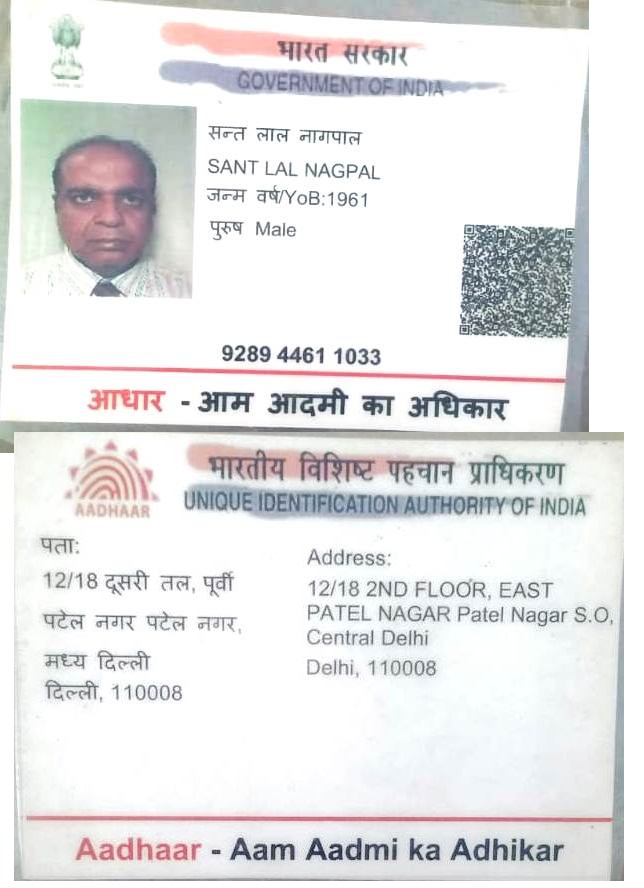 भारत सरकार
GOVERNMENT OF INDIA
सन्त लाल नागपाल
SANT LAL NAGPAL
जन्म वर्ष/YoB:1961
पुरुष Male
9289 4461 1033
आधार - आम आदमी का अधिकार
भारतीय विशिष्ट पहचान प्राधिकरण
UNIQUE IDENTIFICATION AUTHORITY OF INDIA
AADHAAR
पता:
12/18 दूसरी तल, पूर्वी
पटेल नगर पटेल नगर,
मध्य दिल्ली
दिल्ली, 110008
Address:
12/18 2ND FLOOR, EAST
PATEL NAGAR Patel Nagar S.O,
Central Delhi
Delhi, 110008
Aadhaar - Aam Aadmi ka Adhikar